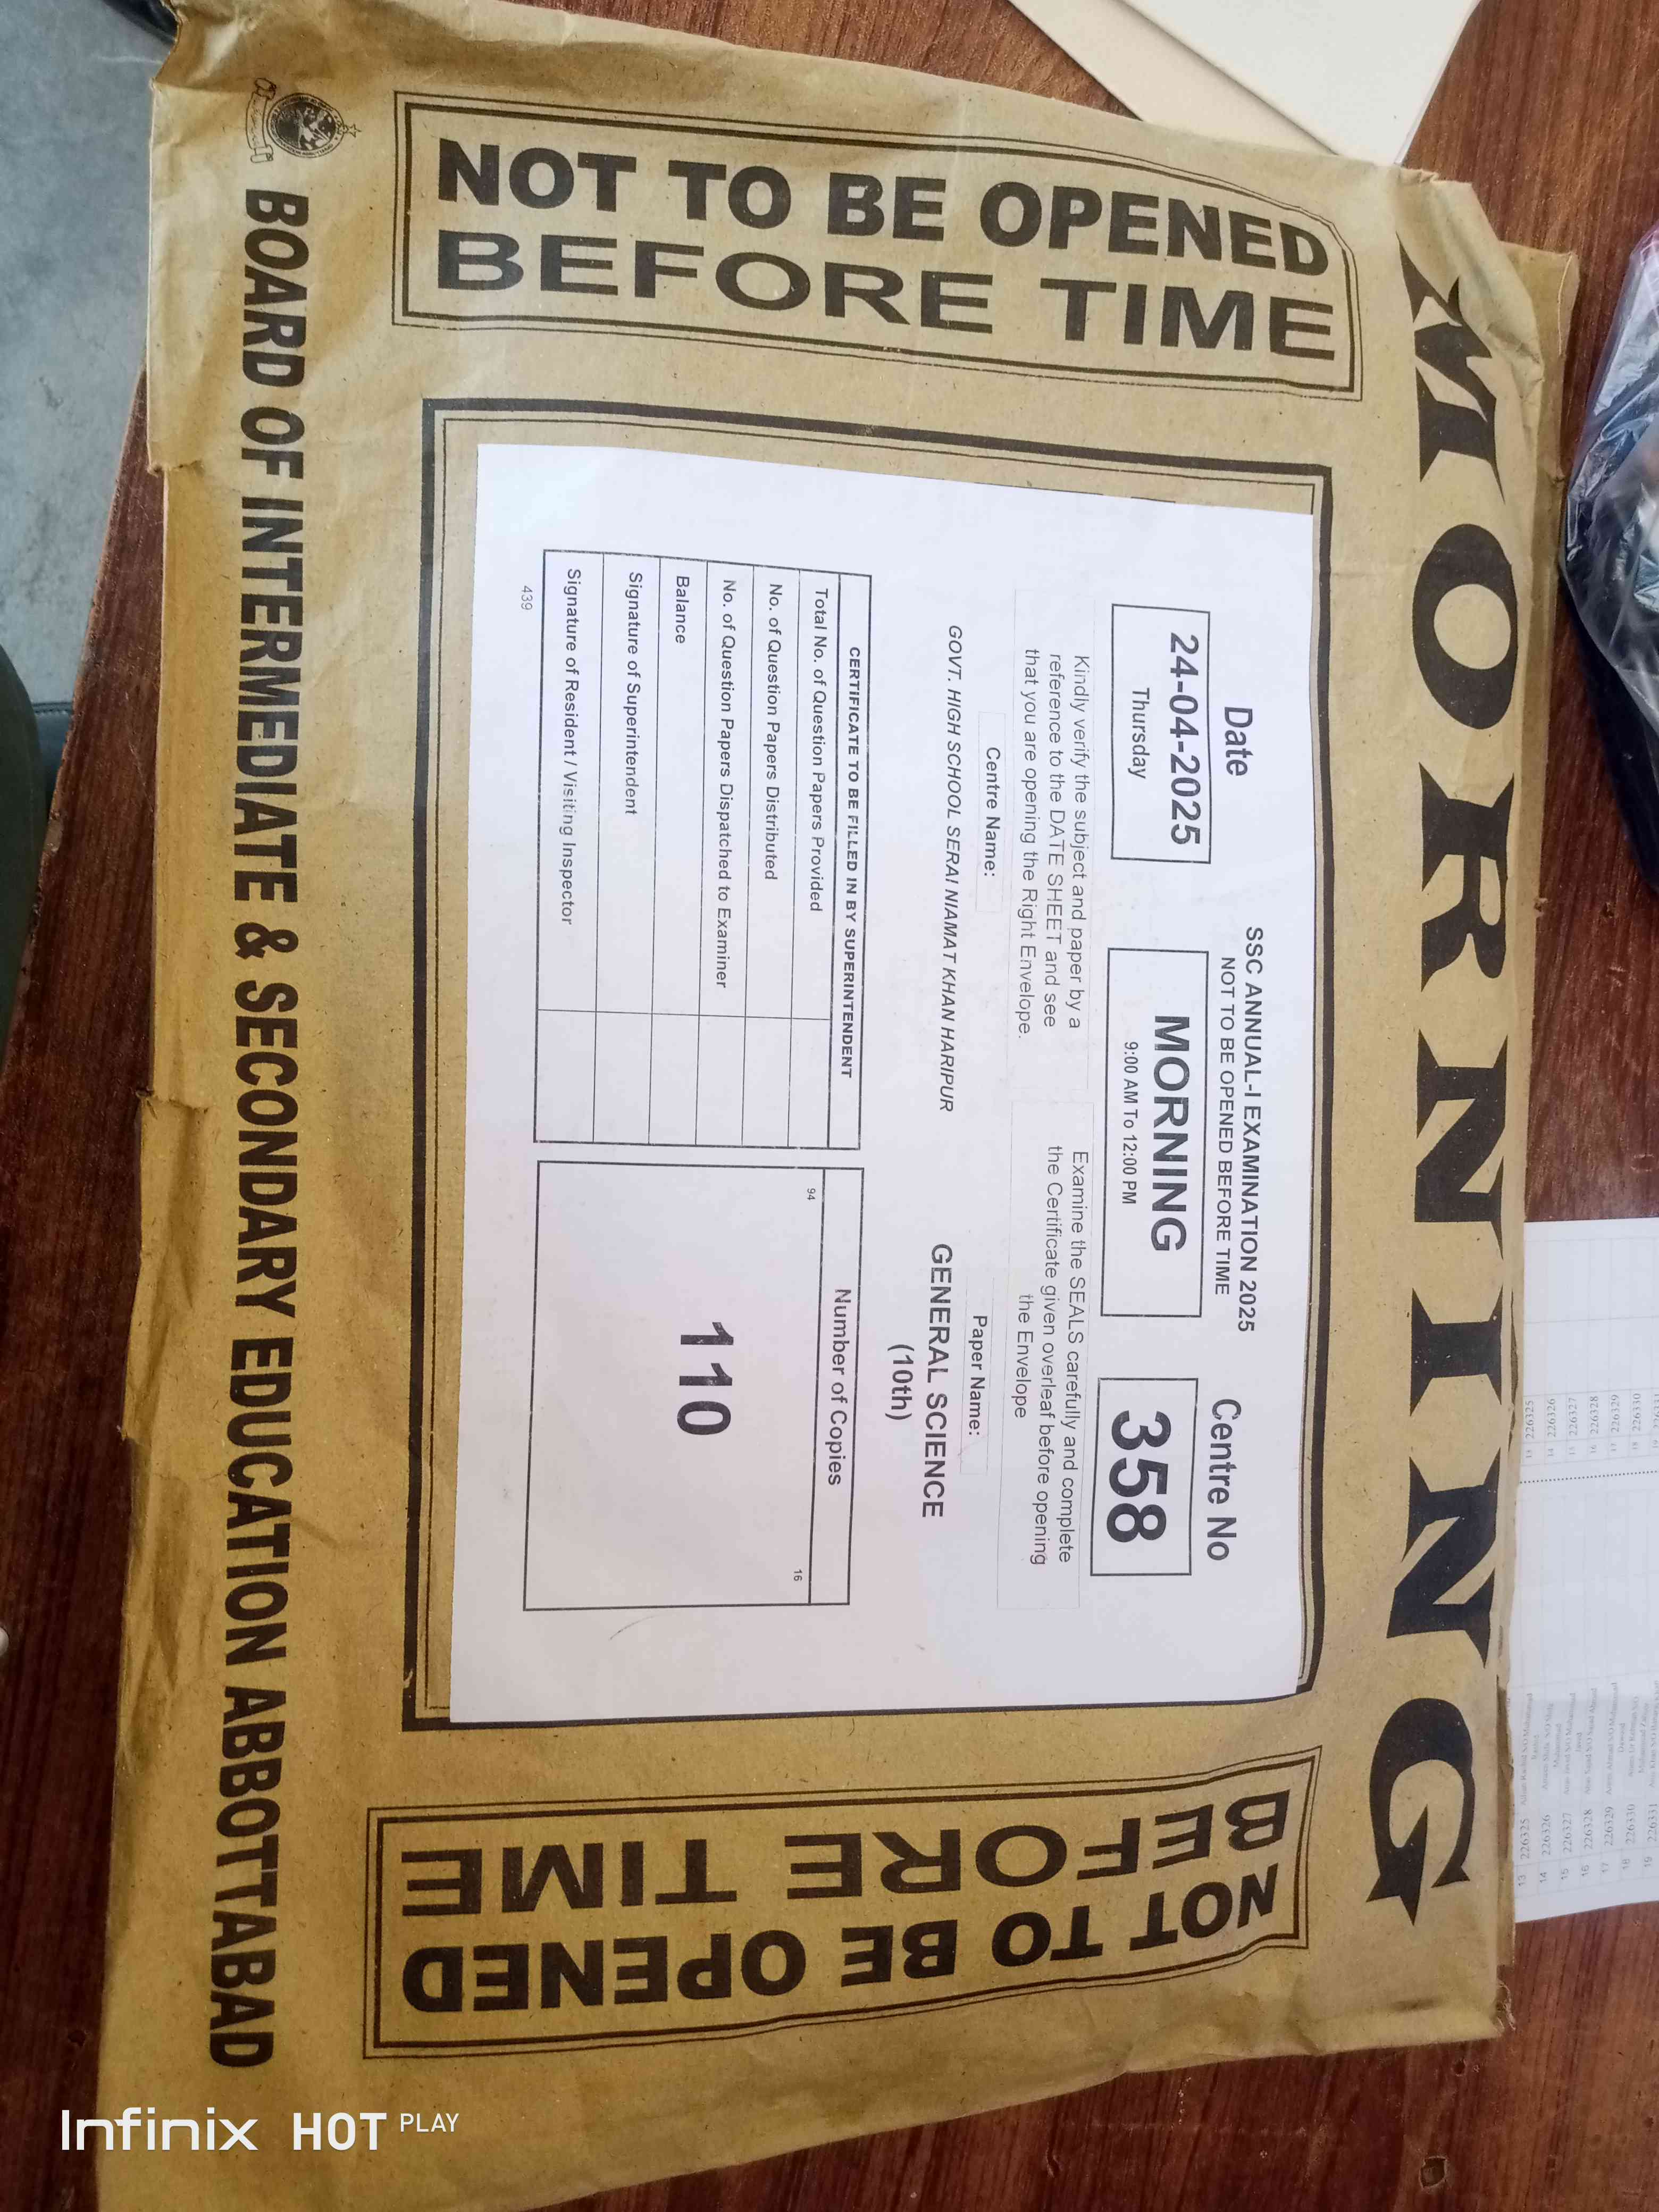 MORNING
NOT TO BE OPENED
BEFORE TIME
SSC ANNUAL-I EXAMINATION 2025
NOT TO BE OPENED BEFORE TIME
Date
24-04-2025
Thursday
MORNING
9:00 AM To 12:00 PM
Centre No
358
Kindly verify the subject and paper by a
reference to the DATE SHEET and see
that you are opening the Right Envelope.
Examine the SEALS carefully and complete
the Certificate given overleaf before opening
the Envelope
Centre Name:
GOVT. HIGH SCHOOL SERAI NIAMAT KHAN HARIPUR
Paper Name:
GENERAL SCIENCE
(10th)
CERTIFICATE TO BE FILLED IN BY SUPERINTENDENT
Total No. of Question Papers Provided
No. of Question Papers Distributed
No. of Question Papers Dispatched to Examiner
Balance
Signature of Superintendent
Signature of Resident / Visiting Inspector
439
Number of Copies
94
16
110
NOT TO BE OPENED
BEFORE TIME
BOARD OF INTERMEDIATE & SECONDARY EDUCATION ABBOTTABAD
226330
226329
226328
226327
226326
226325
Infinix HOT PLAY